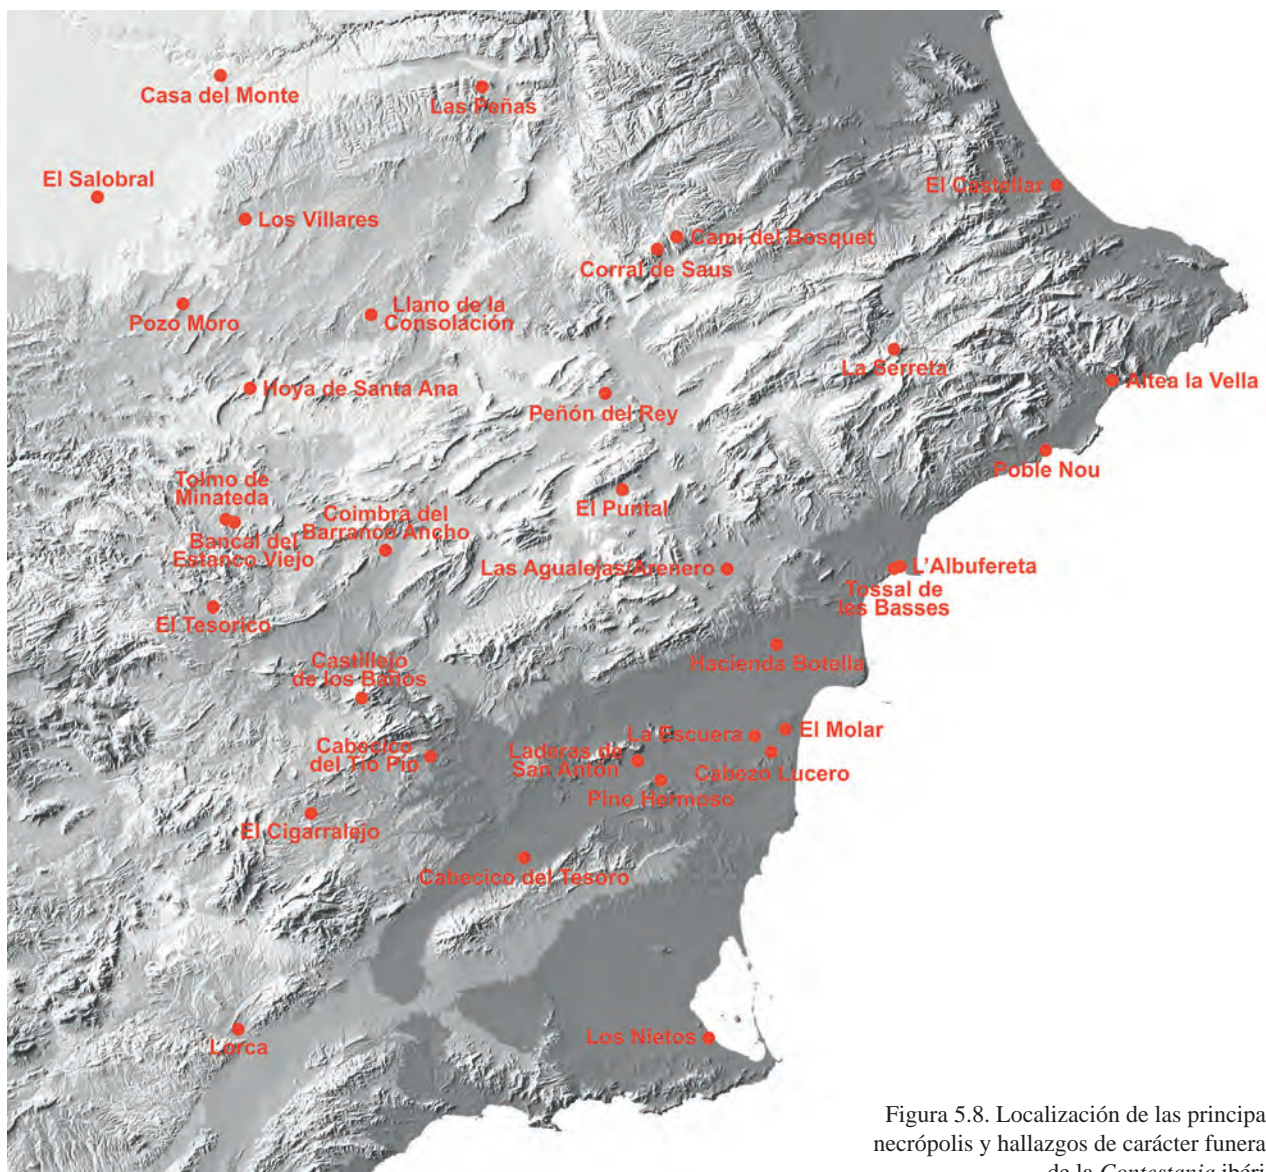 Casa del Monte
Las Peñas
El Salobral
El Castellar
Los Villares
Camí del Bosquet
Corral de Saus
Pozo Moro
Llano de la
Consolación
La Serreta
Altea la Vella
Hoya de Santa Ana
Peñón del Rey
Poble Nou
Tolmo de
Minateda
El Puntal
Coimbra del
Barranco Ancho
Bancal del
Estanco Viejo
Las Agualejas/Arenero
L'Albufereta
Tossal de
les Basses
El Tesorico
Castillejo
de los Baños
Hacienda Botella
La Escuera
El Molar
Cabecico
del Tío Pío
Laderas de
San Antón
Cabezo Lucero
Pino Hermoso
El Cigarralejo
Cabecico del Tesoro
Lorca
Los Nietos
Figura 5.8. Localización de las principa
necrópolis y hallazgos de carácter funera
de la Contestania ibéri